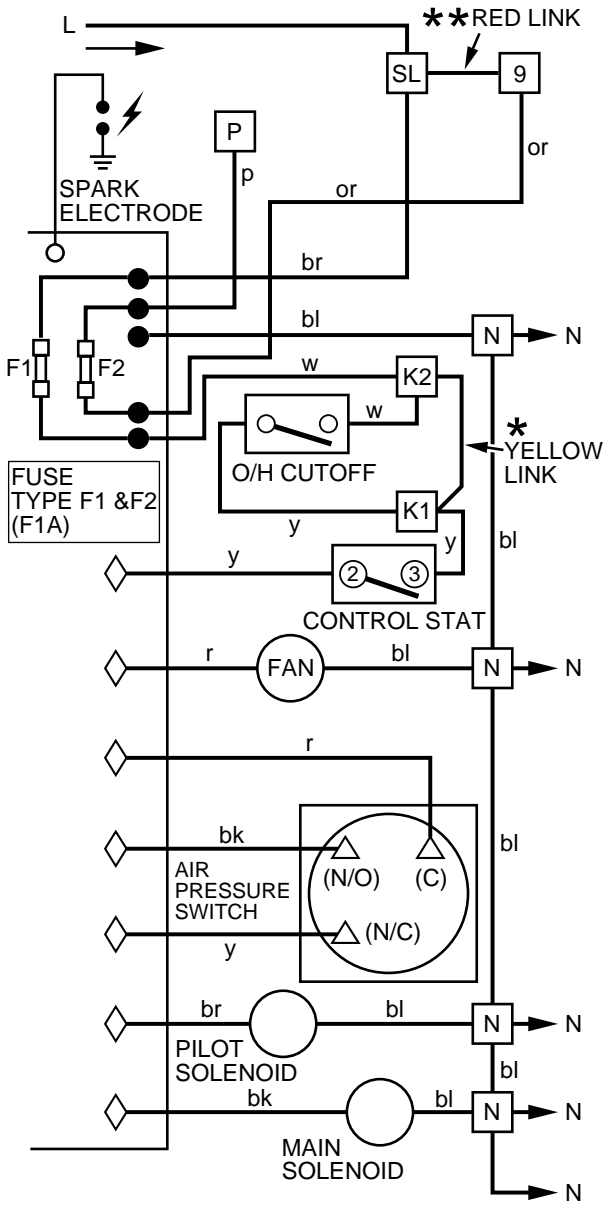 L
**RED LINK
SL
9
P
or
p
SPARK
ELECTRODE
or
br
bl
N
N
F1
F2
w
K2
w
*
YELLOW
LINK
O/H CUTOFF
FUSE
TYPE F1 &F2
(F1A)
K1
y
y
bl
y
2
3
CONTROL STAT
r
FAN
bl
N
N
r
bk
(N/O)
(C)
bl
AIR
PRESSURE
SWITCH
(N/C)
y
br
bl
N
N
PILOT
SOLENOID
bl
bk
bl
N
N
MAIN
SOLENOID
N